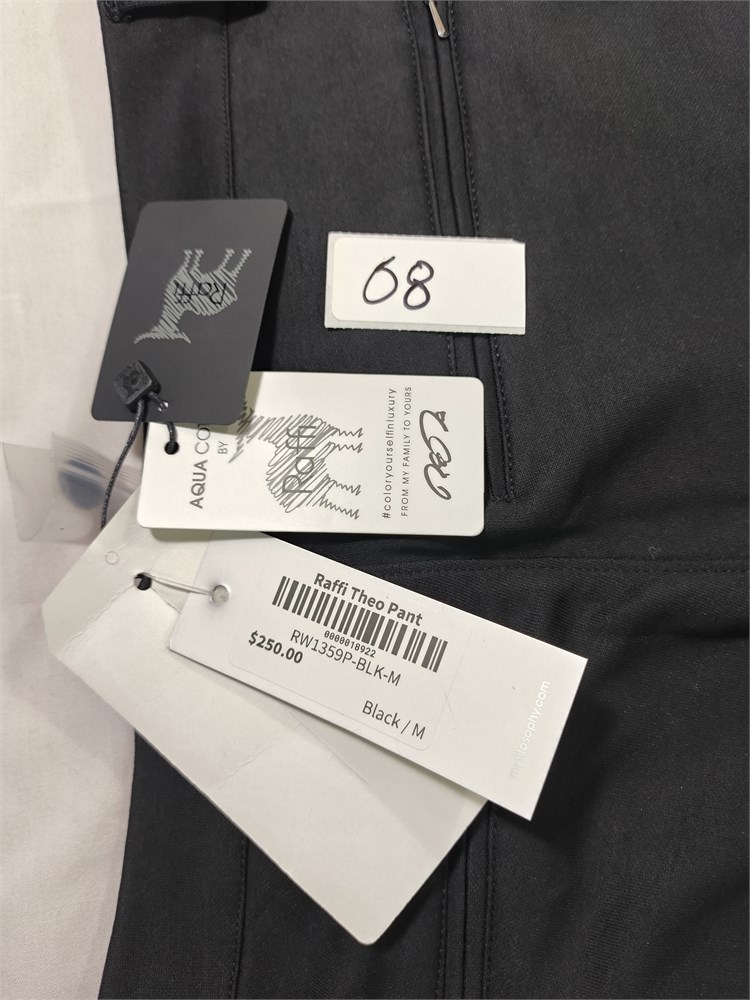 Raffi
08
AQUA CO
BY
Raffi
#coloryourselfinluxury
FROM MY FAMILY TO YOURS
Raffi Theo Pant
0000018922
RW1359P-BLK-M
$250.00
Black / M